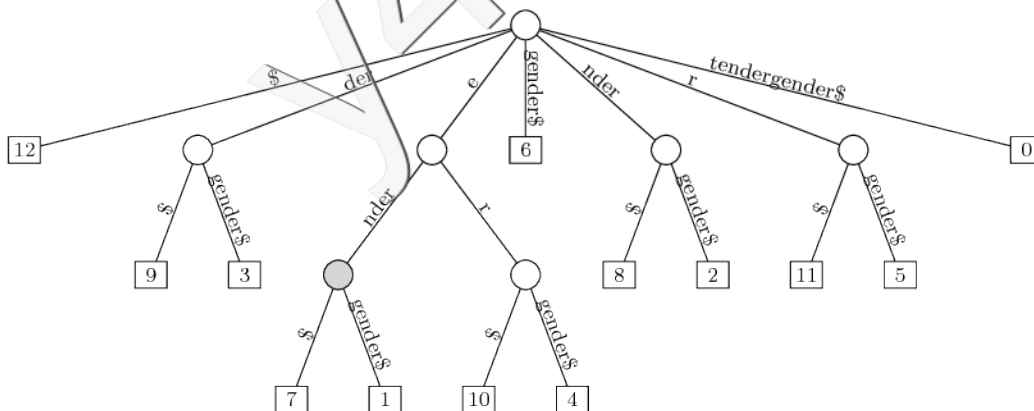 $ der e gender$ nder r tendergender$
12 6 0
nder r
$ gender$ $ gender$ $ gender$
9 3 8 2 11 5
$ gender$ $ gender$
7 1 10 4